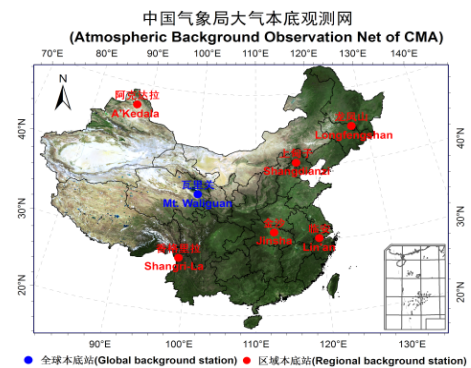 中国气象局大气本底观测网
(Atmospheric Background Observation Net of CMA)
70°E 80°E 90°E 100°E 110°E 120°E 130°E 140°E
N
阿克达拉
A'Kedala
龙凤山
Longfengshan
上甸子
Shangdianzi
瓦里关
Mt. Waliguan
金沙
Jinsha
临安
Lin'an
香格里拉
Shangri-La
40°N 40°N
30°N 30°N
20°N 20°N
90°E 100°E 110°E 120°E 130°E
全球本底站(Global background station) 区域本底站(Regional background station)